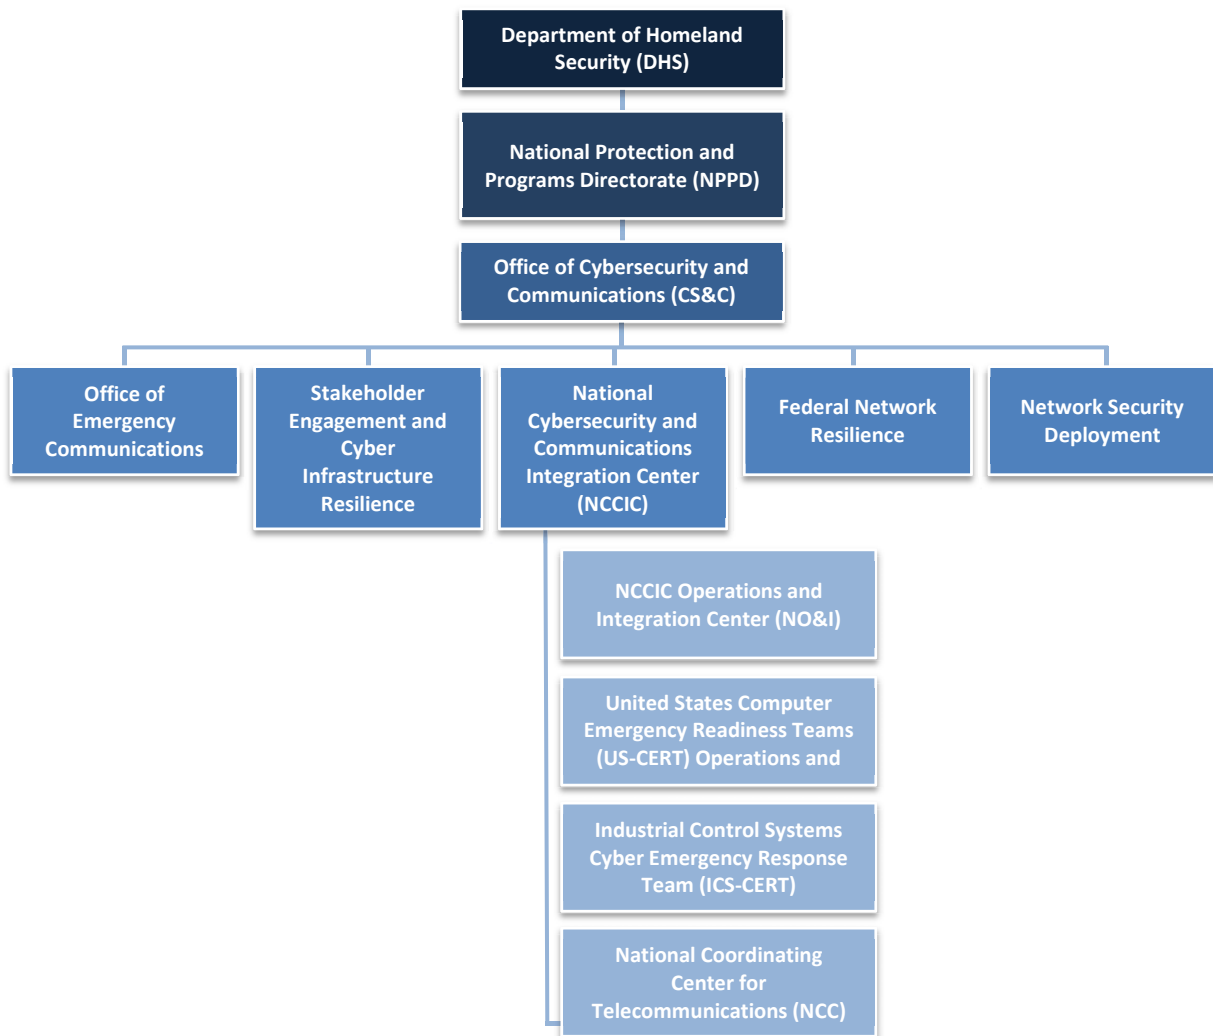 Department of Homeland
Security (DHS)
National Protection and
Programs Directorate (NPPD)
Office of Cybersecurity and
Communications (CS&C)
Office of
Emergency
Communications
Stakeholder
Engagement and
Cyber
Infrastructure
Resilience
National
Cybersecurity and
Communications
Integration Center
(NCCIC)
Federal Network
Resilience
Network Security
Deployment
NCCIC Operations and
Integration Center (NO&I)
United States Computer
Emergency Readiness Teams
(US-CERT) Operations and
Industrial Control Systems
Cyber Emergency Response
Team (ICS-CERT)
National Coordinating
Center for
Telecommunications (NCC)